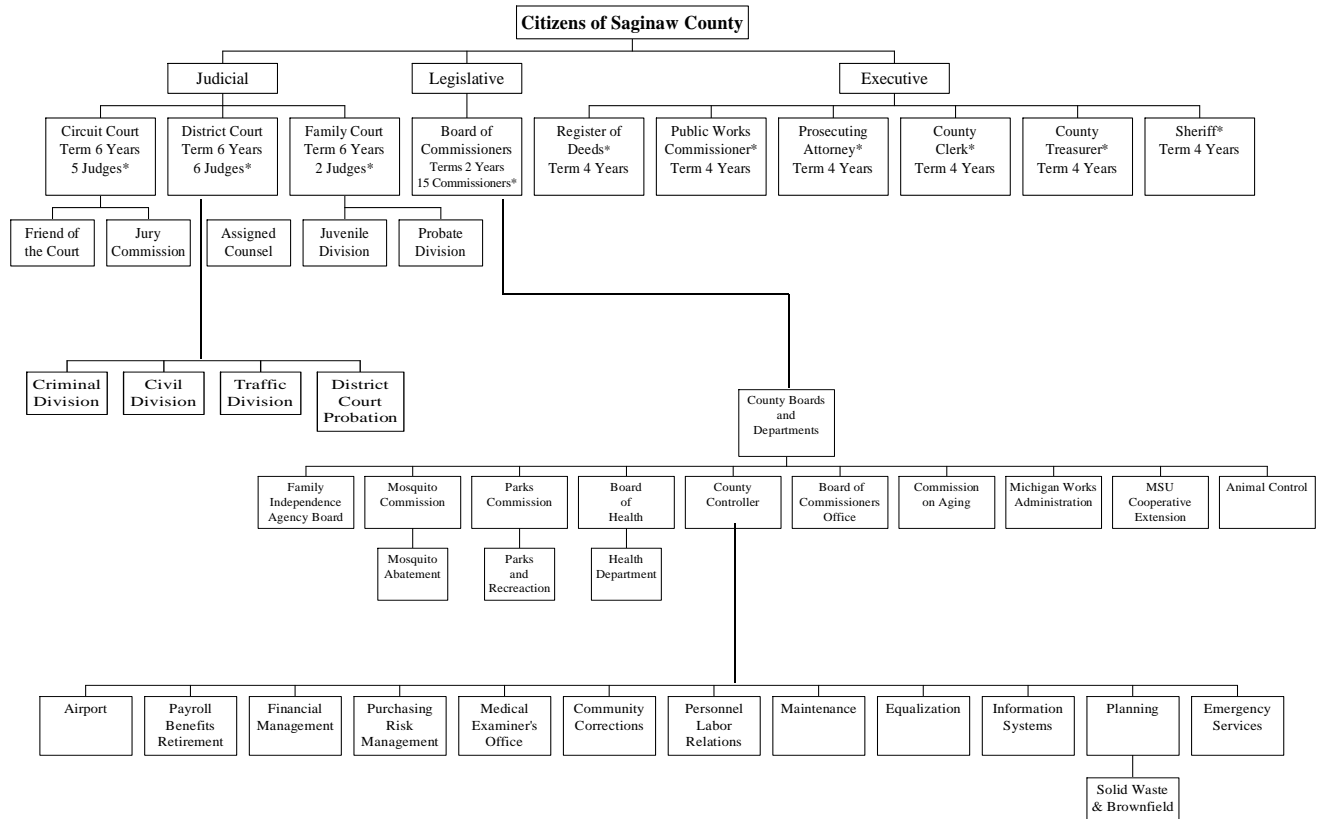 Citizens of Saginaw County
Judicial
Legislative
Executive
Circuit Court
Term 6 Years
5 Judges*
District Court
Term 6 Years
6 Judges*
Family Court
Term 6 Years
2 Judges*
Board of
Commissioners
Terms 2 Years
15 Commissioners*
Register of
Deeds*
Term 4 Years
Public Works
Commissioner*
Term 4 Years
Prosecuting
Attorney*
Term 4 Years
County
Clerk*
Term 4 Years
County
Treasurer*
Term 4 Years
Sheriff*
Term 4 Years
Friend of
the Court
Jury
Commission
Assigned
Counsel
Juvenile
Division
Probate
Division
Criminal
Division
Civil
Division
Traffic
Division
District
Court
Probation
County Boards
and
Departments
Family
Independence
Agency Board
Mosquito
Commission
Parks
Commission
Board
of
Health
County
Controller
Board of
Commissioners
Office
Commission
on Aging
Michigan Works
Administration
MSU
Cooperative
Extension
Animal Control
Mosquito
Abatement
Parks
and
Recreaction
Health
Department
Airport
Payroll
Benefits
Retirement
Financial
Management
Purchasing
Risk
Management
Medical
Examiner's
Office
Community
Corrections
Personnel
Labor
Relations
Maintenance
Equalization
Information
Systems
Planning
Emergency
Services
Solid Waste
& Brownfield